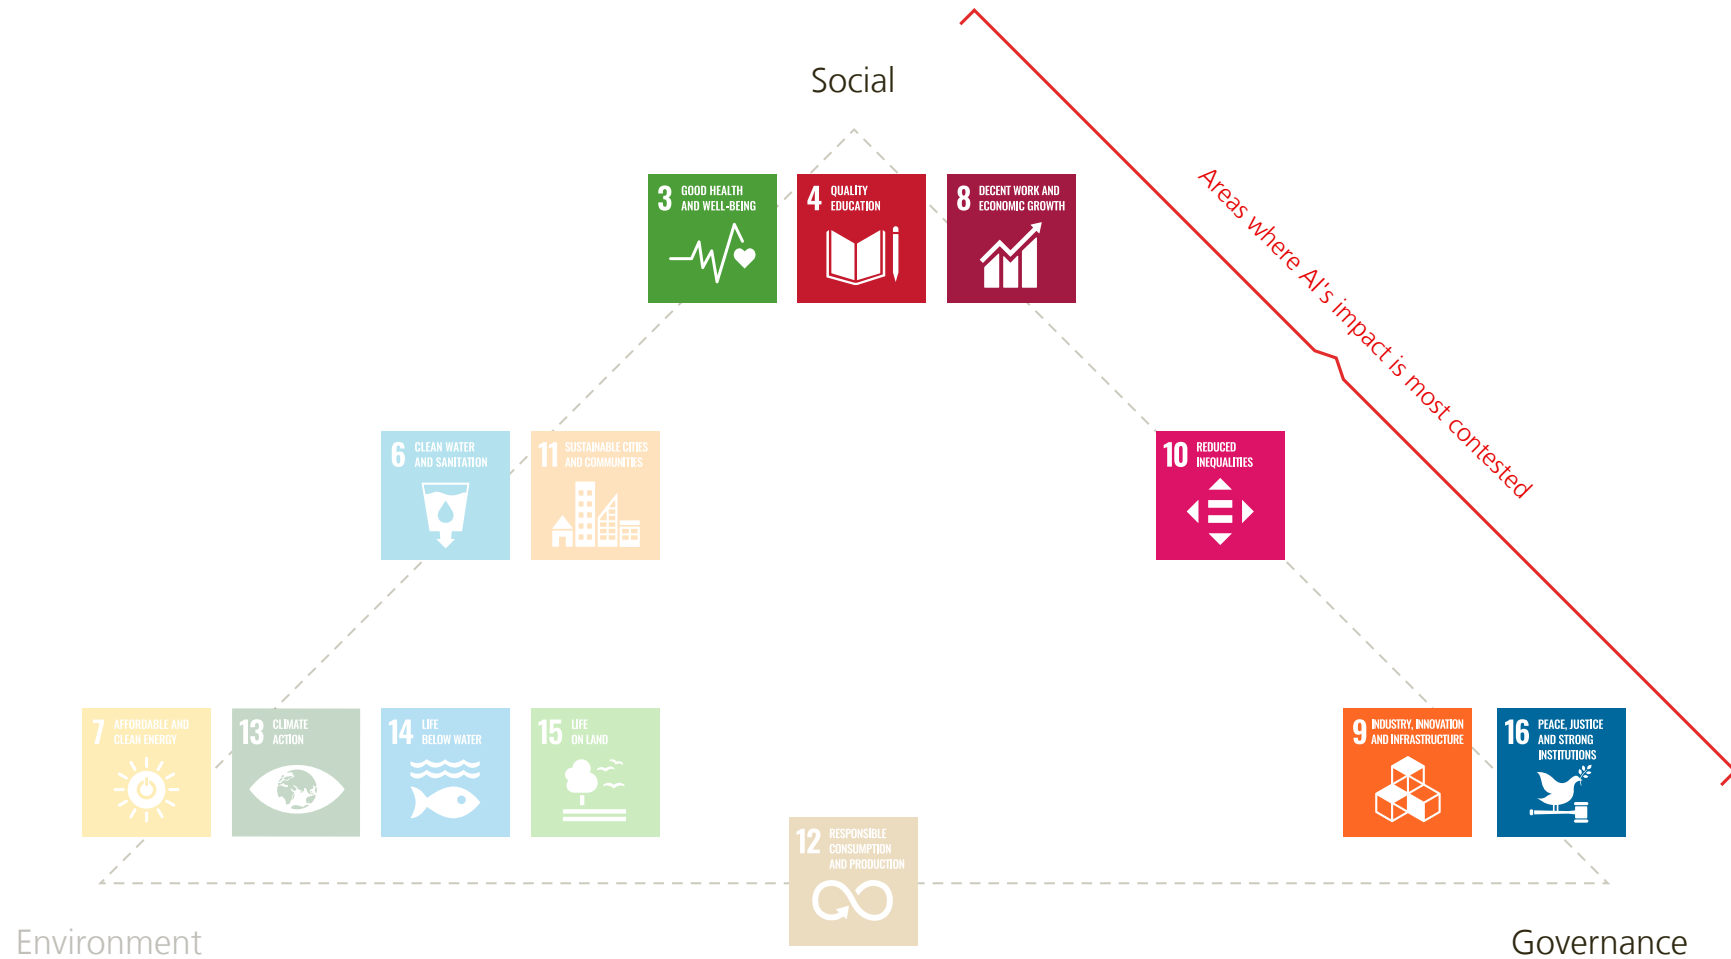 Social
3 GOOD HEALTH
AND WELL-BEING
4 QUALITY
EDUCATION
8 DECENT WORK AND
ECONOMIC GROWTH
Areas where AI's impact is most contested
6 CLEAN WATER
AND SANITATION
11 SUSTAINABLE CITIES
AND COMMUNITIES
10 REDUCED
INEQUALITIES
7 AFFORDABLE AND
CLEAN ENERGY
13 CLIMATE
ACTION
14 LIFE
BELOW WATER
15 LIFE
ON LAND
9 INDUSTRY, INNOVATION
AND INFRASTRUCTURE
16 PEACE, JUSTICE
AND STRONG
INSTITUTIONS
12 RESPONSIBLE
CONSUMPTION
AND PRODUCTION
Environment
Governance